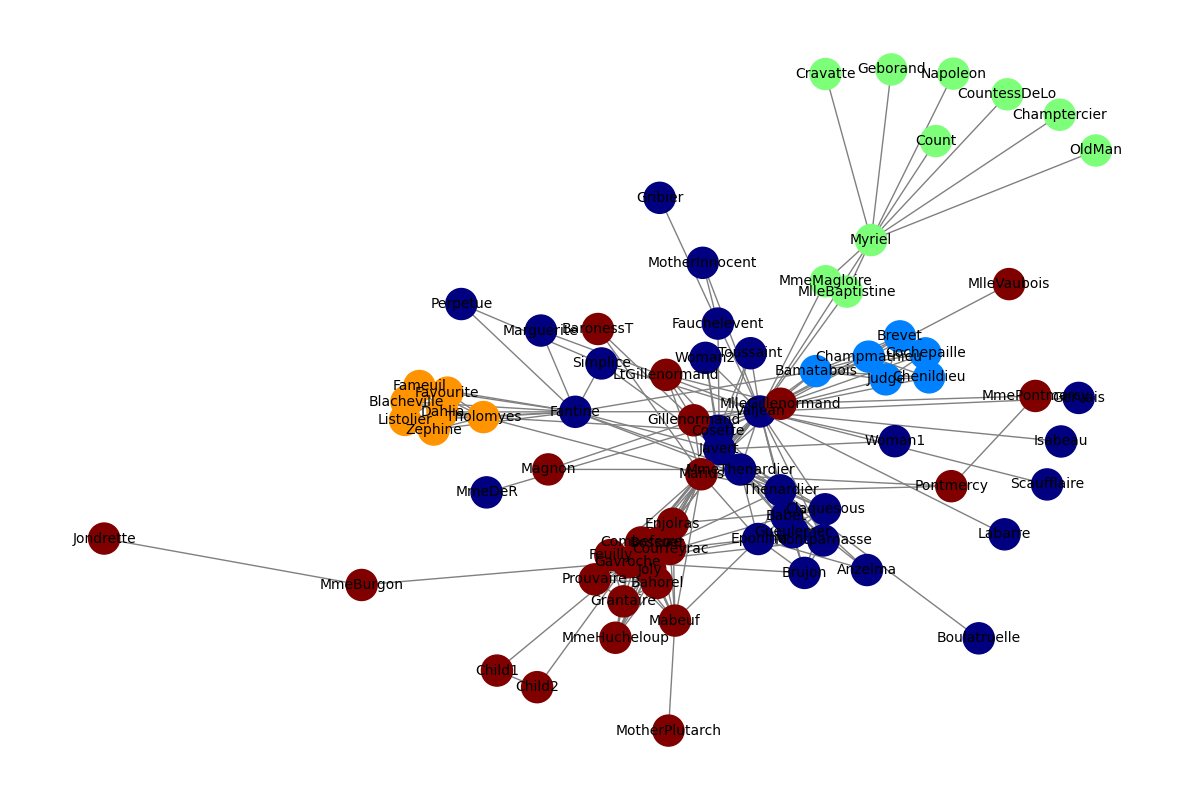 Cravatte
Geborand
Napoleon
CountessDeLo
Champtercier
Count
OldMan
Gribier
Myriel
MotherInnocent
MmeMagloire
MlleBaptistine
MlleVaubois
Perpetue
Marguerite
BaronessT
Fauchelevent
Simplice
Woman2
Toussaint
Brevet
Champmathieu
Cochepaille
Bamatabois
Judge
Chenildieu
LtGillenormand
Fameuil
Favourite
Blacheville
Dahlia
Listolier
Tholomyes
Zephine
Fantine
Gillenormand
MlleGillenormand
Valjean
MmePontmercy
Gervais
Cosette
Javert
Woman1
Isabeau
Magnon
Marius
MmeThenardier
MmeDeR
Thenardier
Pontmercy
Scaufflaire
Claquesous
Babet
Gueulemer
Montparnasse
Eponine
Labarre
Enjolras
Combeferre
Bossuet
Courfeyrac
Feuilly
Gavroche
Joly
Jondrette
MmeBurgon
Prouvaire
Bahorel
Brujon
Anzelma
Grantaire
Mabeuf
MmeHucheloup
Boulatruelle
Child1
Child2
MotherPlutarch